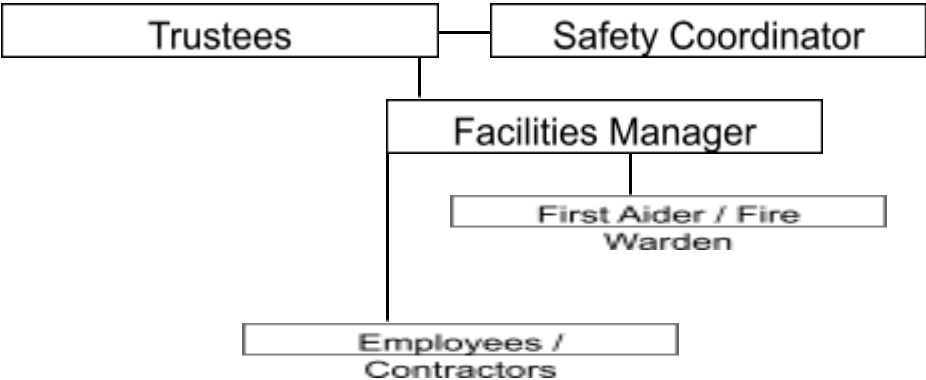 Trustees
Safety Coordinator
Facilities Manager
First Aider / Fire
Warden
Employees /
Contractors